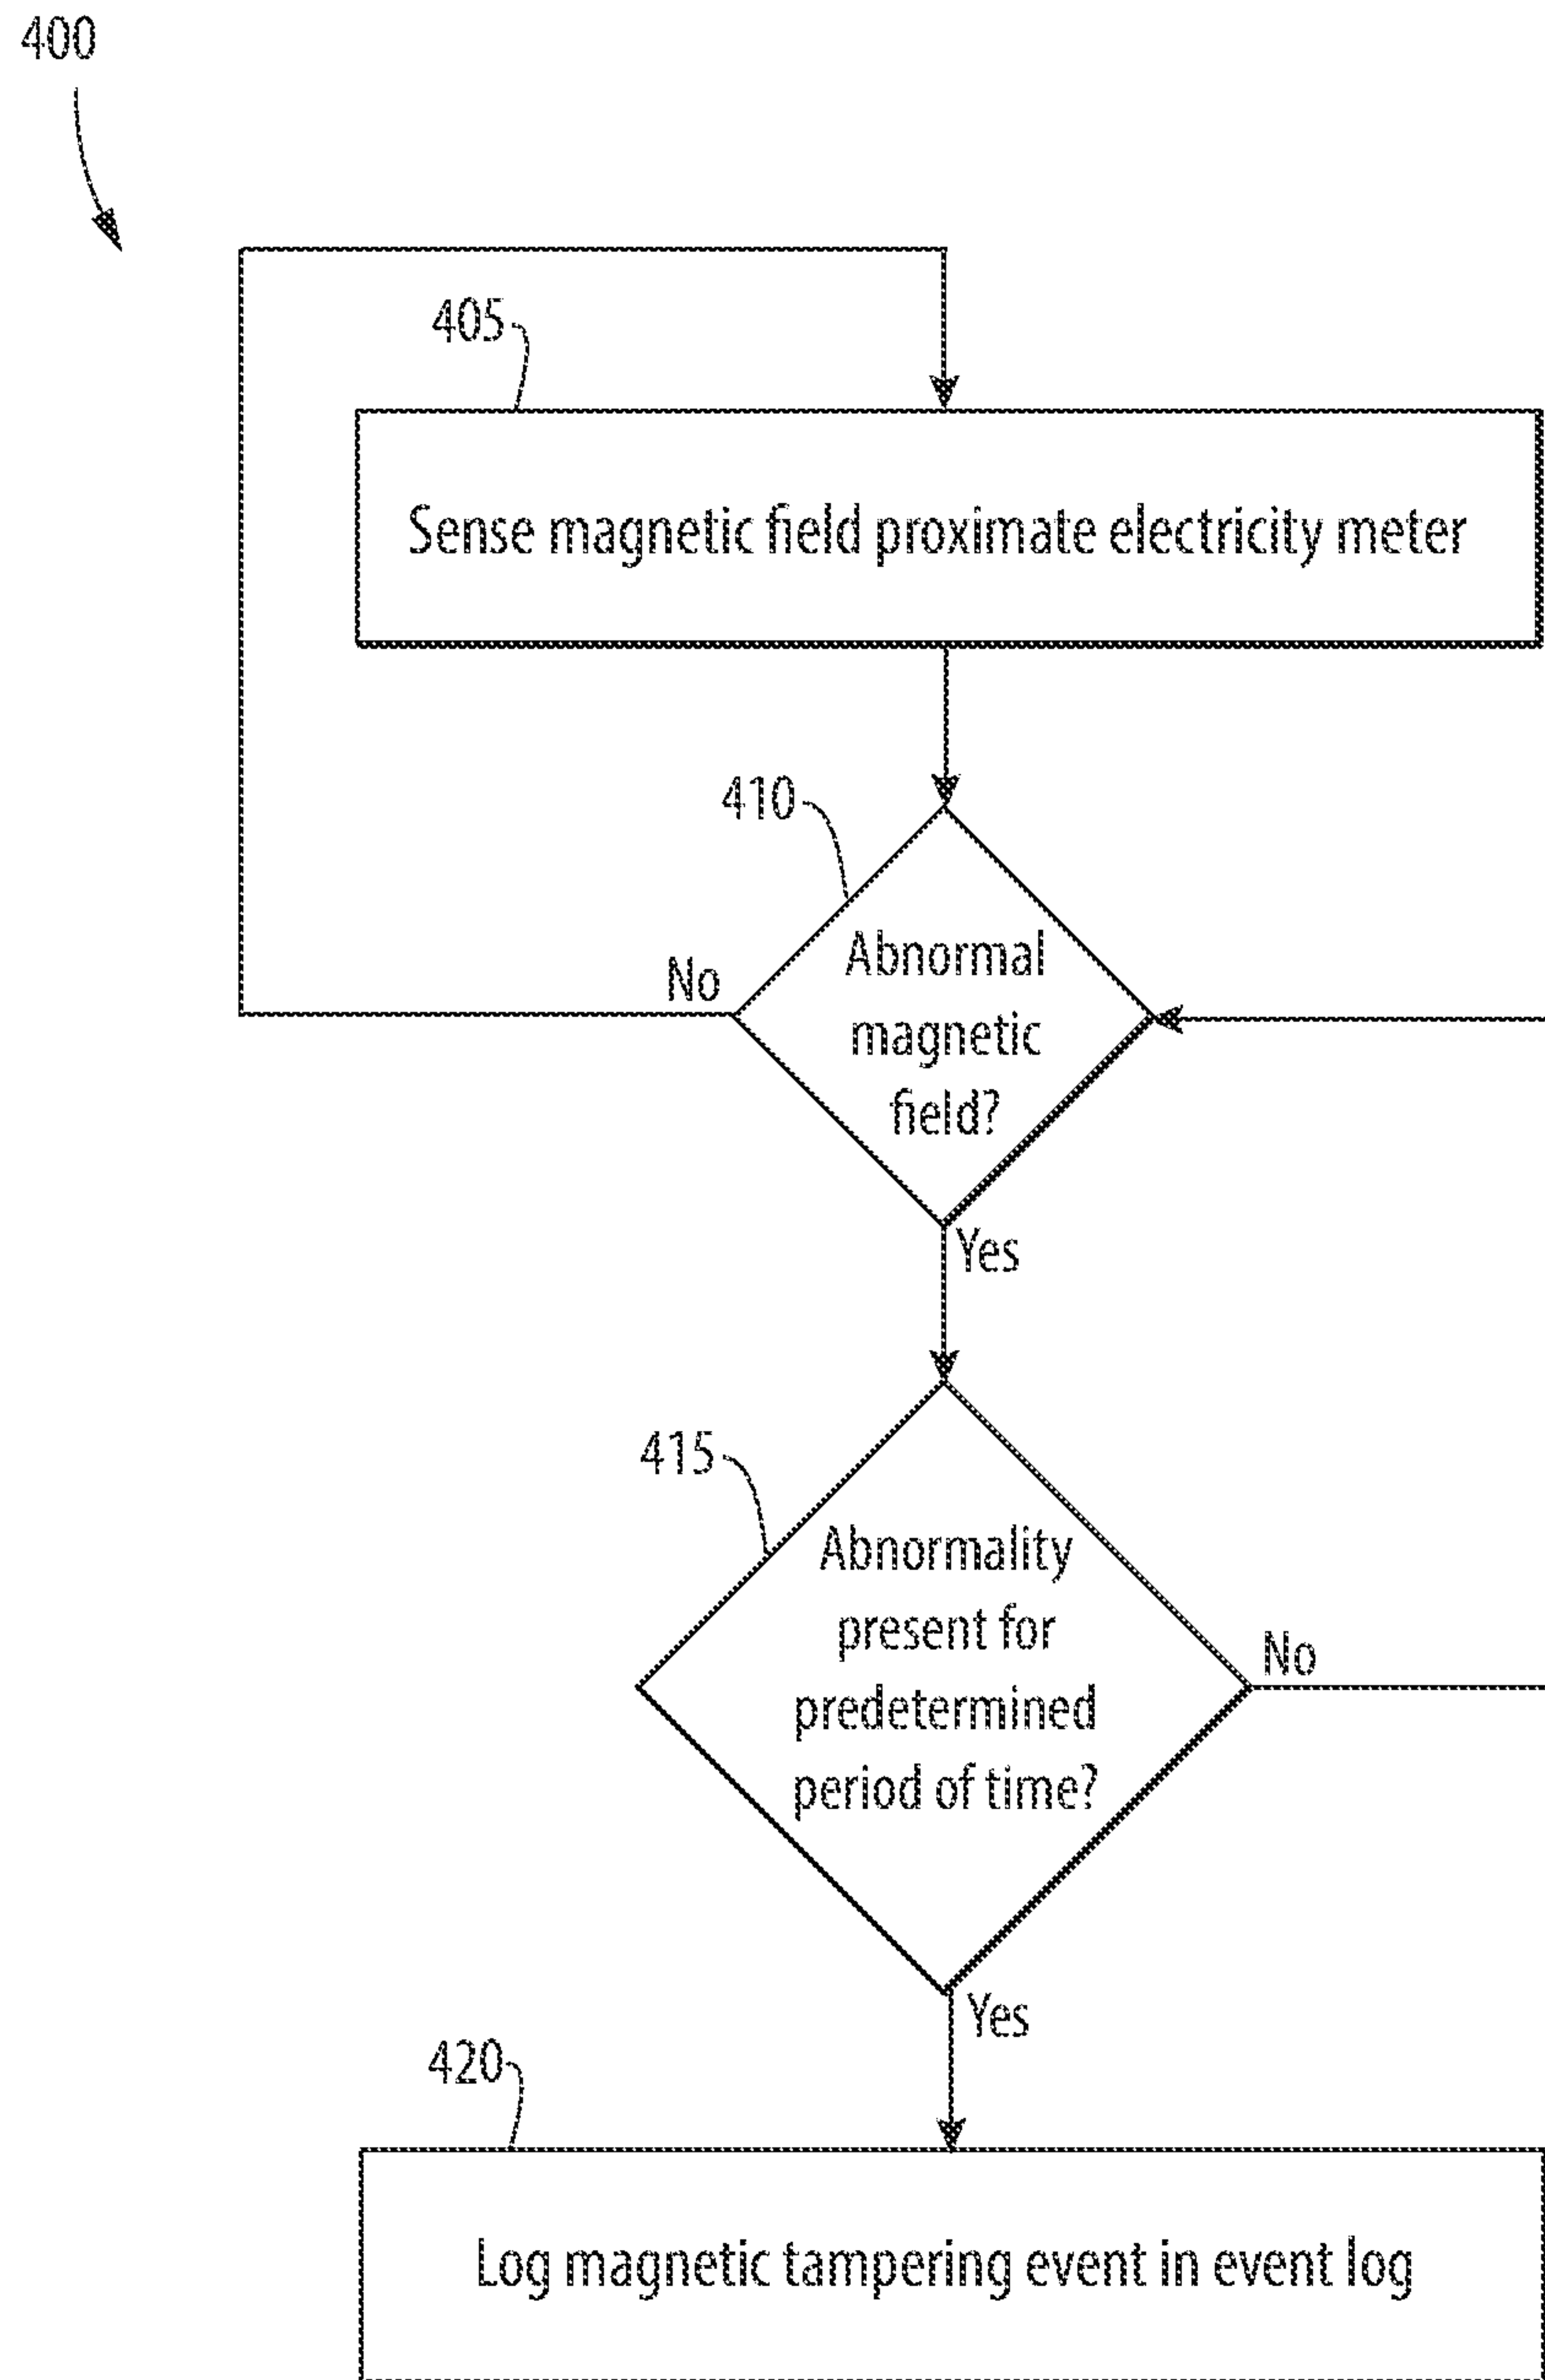 400
405
Sense magnetic field proximate electricity meter
410
Abnormal
magnetic
field?
No
Yes
415
Abnormality
present for
predetermined
period of time?
No
Yes
420
Log magnetic tampering event in event log